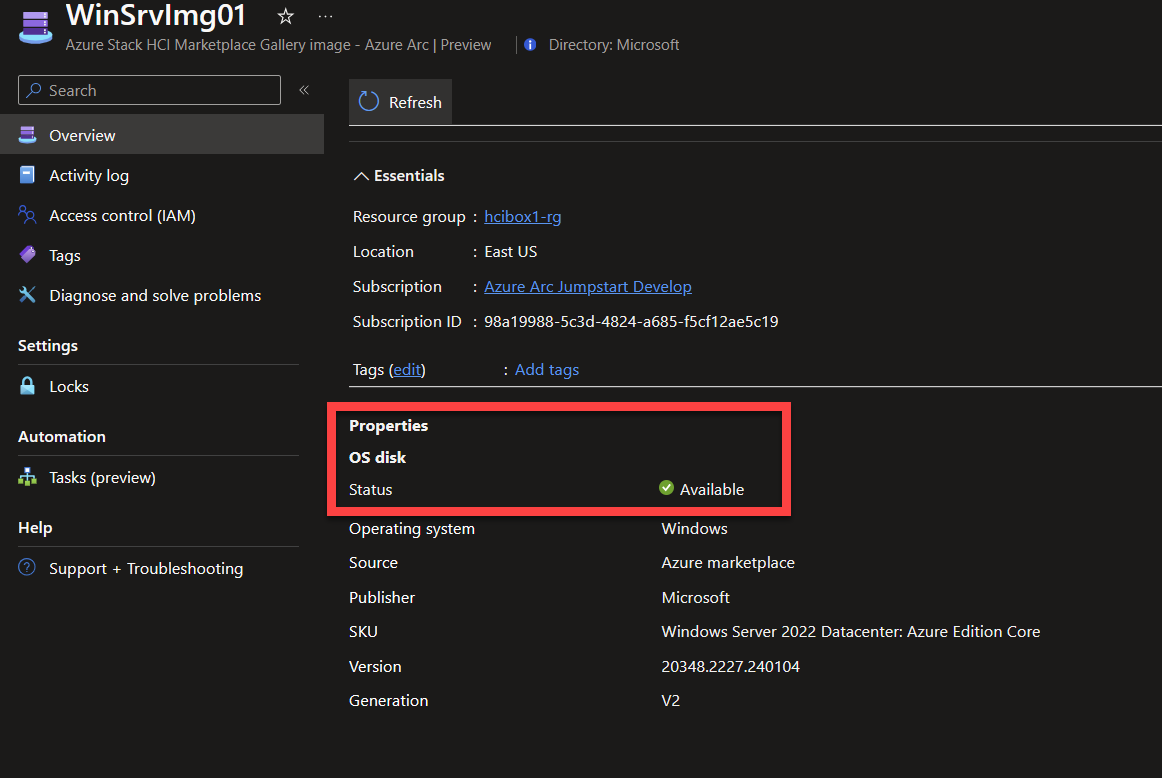 WinSrvImg01
Azure Stack HCI Marketplace Gallery image - Azure Arc | Preview
Directory: Microsoft
Search
Refresh
Overview
Activity log
Access control (IAM)
Tags
Diagnose and solve problems
Settings
Locks
Automation
Tasks (preview)
Help
Support + Troubleshooting
Essentials
Resource group : hcibox1-rg
Location : East US
Subscription : Azure Arc Jumpstart Develop
Subscription ID : 98a19988-5c3d-4824-a685-f5cf12ae5c19
Tags (edit) : Add tags
Properties
OS disk
Status Available
Operating system Windows
Source Azure marketplace
Publisher Microsoft
SKU Windows Server 2022 Datacenter: Azure Edition Core
Version 20348.2227.240104
Generation V2